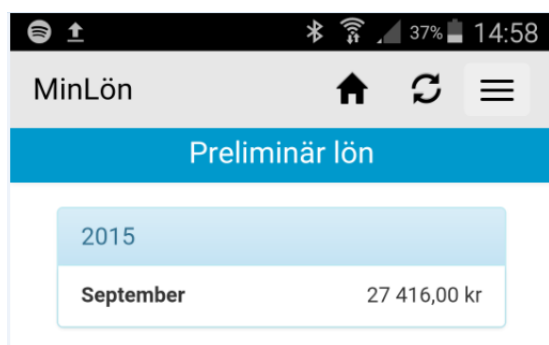 37% 14:58
MinLön
Preliminär lön
2015
September 27 416,00 kr